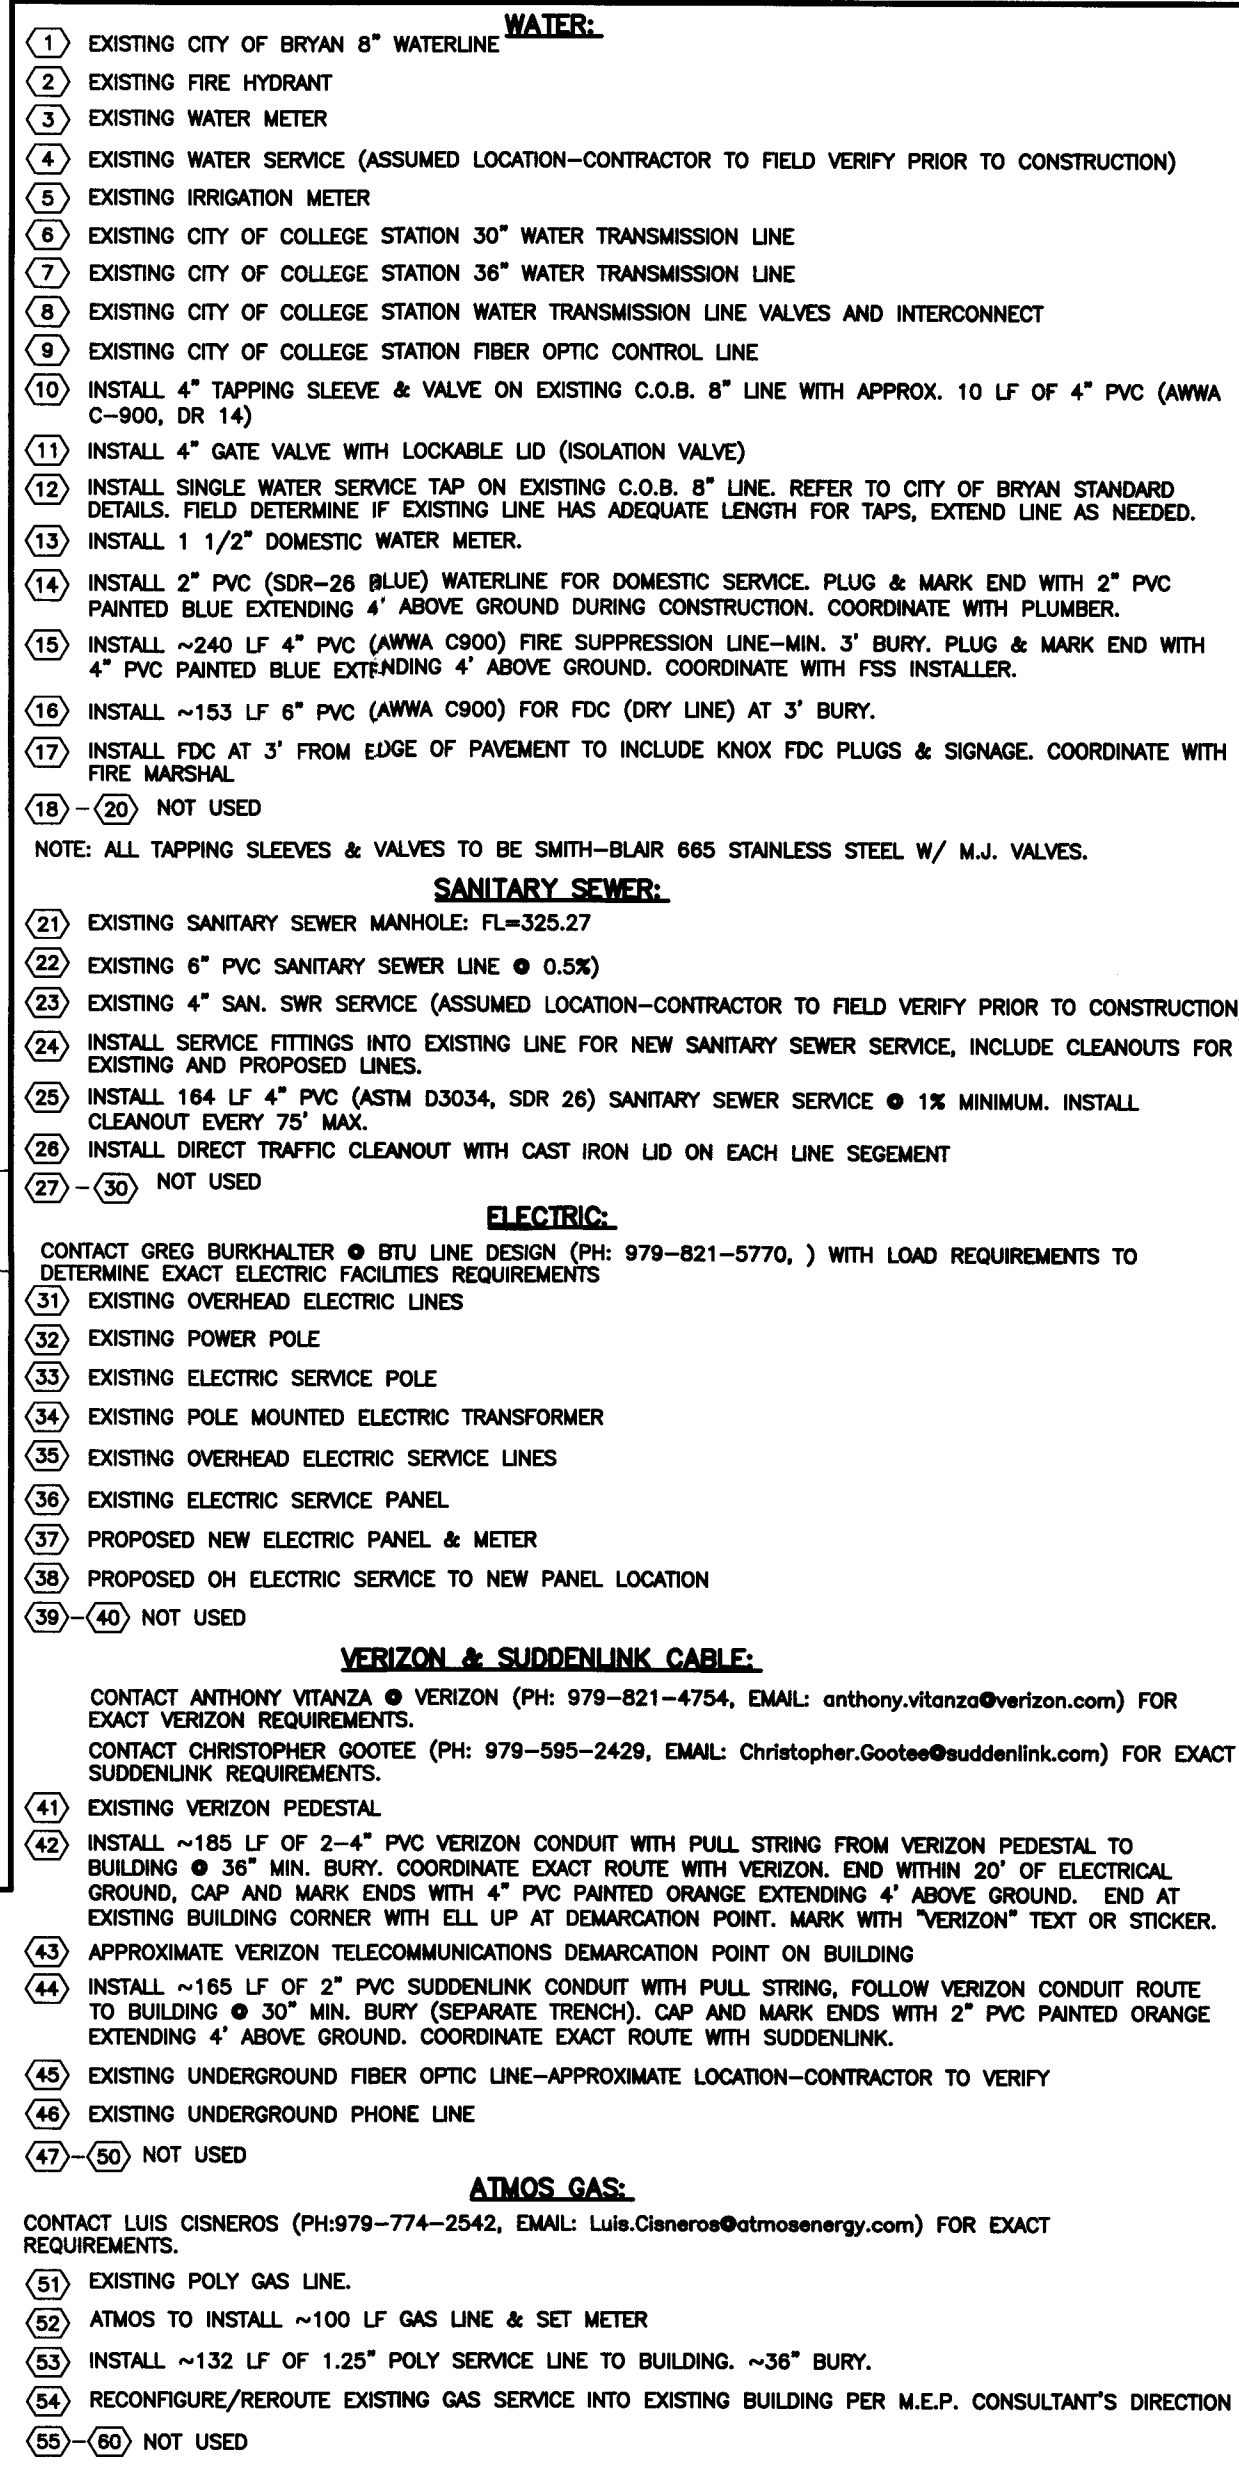 WATER:
1 EXISTING CITY OF BRYAN 8" WATERLINE
2 EXISTING FIRE HYDRANT
3 EXISTING WATER METER
4 EXISTING WATER SERVICE (ASSUMED LOCATION-CONTRACTOR TO FIELD VERIFY PRIOR TO CONSTRUCTION)
5 EXISTING IRRIGATION METER
6 EXISTING CITY OF COLLEGE STATION 30" WATER TRANSMISSION LINE
7 EXISTING CITY OF COLLEGE STATION 36" WATER TRANSMISSION LINE
8 EXISTING CITY OF COLLEGE STATION WATER TRANSMISSION LINE VALVES AND INTERCONNECT
9 EXISTING CITY OF COLLEGE STATION FIBER OPTIC CONTROL LINE
10 INSTALL 4" TAPPING SLEEVE & VALVE ON EXISTING C.O.B. 8" LINE WITH APPROX. 10 LF OF 4" PVC (AWWA
C-900, DR 14)
11 INSTALL 4" GATE VALVE WITH LOCKABLE LID (ISOLATION VALVE)
12 INSTALL SINGLE WATER SERVICE TAP ON EXISTING C.O.B. 8" LINE. REFER TO CITY OF BRYAN STANDARD
DETAILS. FIELD DETERMINE IF EXISTING LINE HAS ADEQUATE LENGTH FOR TAPS, EXTEND LINE AS NEEDED.
13 INSTALL 1 1/2" DOMESTIC WATER METER.
14 INSTALL 2" PVC (SDR-26 BLUE) WATERLINE FOR DOMESTIC SERVICE. PLUG & MARK END WITH 2" PVC
PAINTED BLUE EXTENDING 4' ABOVE GROUND DURING CONSTRUCTION. COORDINATE WITH PLUMBER.
15 INSTALL ~240 LF 4" PVC (AWWA C900) FIRE SUPPRESSION LINE-MIN. 3' BURY. PLUG & MARK END WITH
4" PVC PAINTED BLUE EXTENDING 4' ABOVE GROUND. COORDINATE WITH FSS INSTALLER.
16 INSTALL ~153 LF 6" PVC (AWWA C900) FOR FDC (DRY LINE) AT 3' BURY.
17 INSTALL FDC AT 3' FROM EDGE OF PAVEMENT TO INCLUDE KNOX FDC PLUGS & SIGNAGE. COORDINATE WITH
FIRE MARSHAL
18 - 20 NOT USED
NOTE: ALL TAPPING SLEEVES & VALVES TO BE SMITH-BLAIR 665 STAINLESS STEEL W/ M.J. VALVES.
SANITARY SEWER:
21 EXISTING SANITARY SEWER MANHOLE: FL=325.27
22 EXISTING 6" PVC SANITARY SEWER LINE @ 0.5%)
23 EXISTING 4" SAN. SWR SERVICE (ASSUMED LOCATION-CONTRACTOR TO FIELD VERIFY PRIOR TO CONSTRUCTION)
24 INSTALL SERVICE FITTINGS INTO EXISTING LINE FOR NEW SANITARY SEWER SERVICE, INCLUDE CLEANOUTS FOR
EXISTING AND PROPOSED LINES.
25 INSTALL 164 LF 4" PVC (ASTM D3034, SDR 26) SANITARY SEWER SERVICE @ 1% MINIMUM. INSTALL
CLEANOUT EVERY 75' MAX.
26 INSTALL DIRECT TRAFFIC CLEANOUT WITH CAST IRON LID ON EACH LINE SEGEMENT
27 - 30 NOT USED
ELECTRIC:
CONTACT GREG BURKHALTER @ BTU LINE DESIGN (PH: 979-821-5770, ) WITH LOAD REQUIREMENTS TO
DETERMINE EXACT ELECTRIC FACILITIES REQUIREMENTS
31 EXISTING OVERHEAD ELECTRIC LINES
32 EXISTING POWER POLE
33 EXISTING ELECTRIC SERVICE POLE
34 EXISTING POLE MOUNTED ELECTRIC TRANSFORMER
35 EXISTING OVERHEAD ELECTRIC SERVICE LINES
36 EXISTING ELECTRIC SERVICE PANEL
37 PROPOSED NEW ELECTRIC PANEL & METER
38 PROPOSED OH ELECTRIC SERVICE TO NEW PANEL LOCATION
39-40 NOT USED
VERIZON & SUDDENLINK CABLE:
CONTACT ANTHONY VITANZA @ VERIZON (PH: 979-821-4754, EMAIL: anthony.vitanza@verizon.com) FOR
EXACT VERIZON REQUIREMENTS.
CONTACT CHRISTOPHER GOOTEE (PH: 979-595-2429, EMAIL: Christopher.Gootee@suddenlink.com) FOR EXACT
SUDDENLINK REQUIREMENTS.
41 EXISTING VERIZON PEDESTAL
42 INSTALL ~185 LF OF 2-4" PVC VERIZON CONDUIT WITH PULL STRING FROM VERIZON PEDESTAL TO
BUILDING @ 36" MIN. BURY. COORDINATE EXACT ROUTE WITH VERIZON. END WITHIN 20' OF ELECTRICAL
GROUND, CAP AND MARK ENDS WITH 4" PVC PAINTED ORANGE EXTENDING 4' ABOVE GROUND. END AT
EXISTING BUILDING CORNER WITH ELL UP AT DEMARCATION POINT. MARK WITH "VERIZON" TEXT OR STICKER.
43 APPROXIMATE VERIZON TELECOMMUNICATIONS DEMARCATION POINT ON BUILDING
44 INSTALL ~165 LF OF 2" PVC SUDDENLINK CONDUIT WITH PULL STRING, FOLLOW VERIZON CONDUIT ROUTE
TO BUILDING @ 30" MIN. BURY (SEPARATE TRENCH). CAP AND MARK ENDS WITH 2" PVC PAINTED ORANGE
EXTENDING 4' ABOVE GROUND. COORDINATE EXACT ROUTE WITH SUDDENLINK.
45 EXISTING UNDERGROUND FIBER OPTIC LINE-APPROXIMATE LOCATION-CONTRACTOR TO VERIFY
46 EXISTING UNDERGROUND PHONE LINE
47-50 NOT USED
ATMOS GAS:
CONTACT LUIS CISNEROS (PH:979-774-2542, EMAIL: Luis.Cisneros@atmosenergy.com) FOR EXACT
REQUIREMENTS.
51 EXISTING POLY GAS LINE.
52 ATMOS TO INSTALL ~100 LF GAS LINE & SET METER
53 INSTALL ~132 LF OF 1.25" POLY SERVICE LINE TO BUILDING. ~36" BURY.
54 RECONFIGURE/REROUTE EXISTING GAS SERVICE INTO EXISTING BUILDING PER M.E.P. CONSULTANT'S DIRECTION
55-60 NOT USED